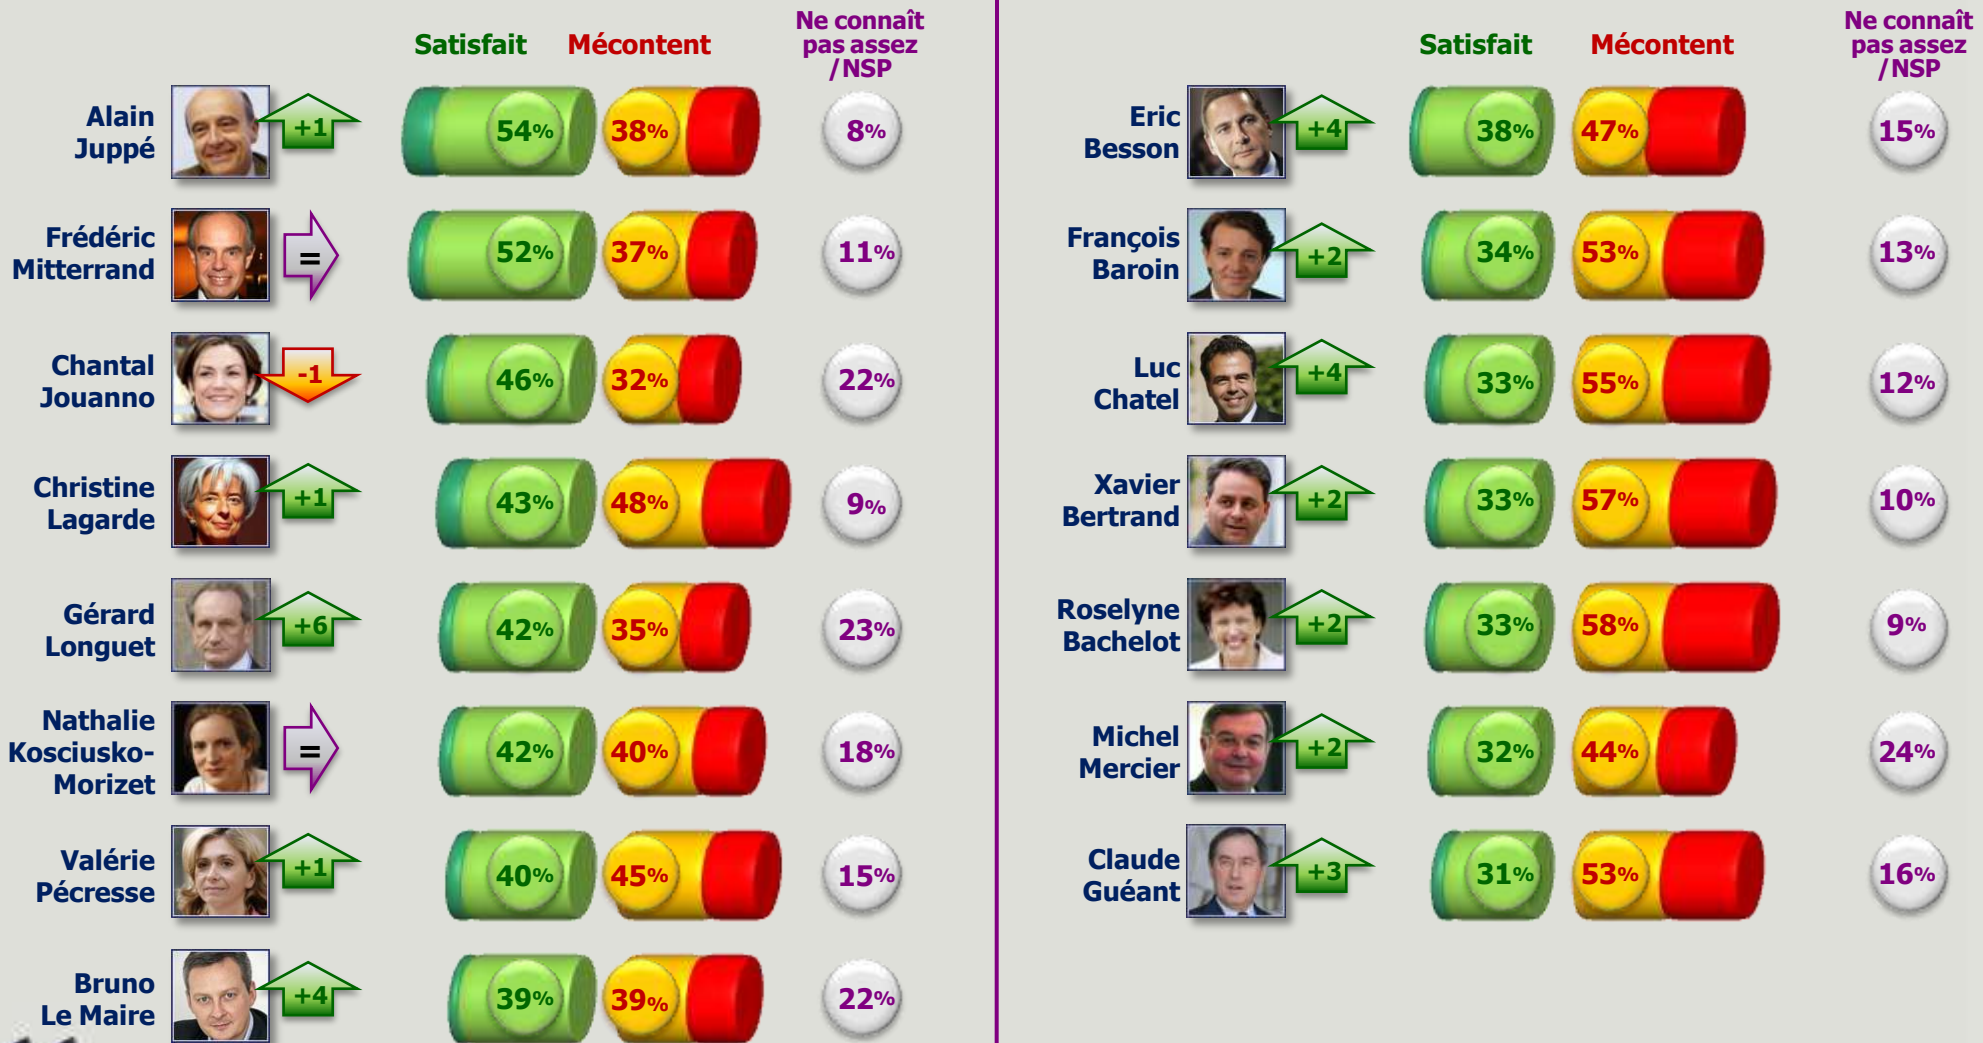 Satisfait
Mécontent
Ne connaît
pas assez
/NSP
Alain
Juppé
+1
54%
38%
8%
Frédéric
Mitterrand
=
52%
37%
11%
Chantal
Jouanno
-1
46%
32%
22%
Christine
Lagarde
+1
43%
48%
9%
Gérard
Longuet
+6
42%
35%
23%
Nathalie
Kosciusko-
Morizet
=
42%
40%
18%
Valérie
Pécresse
+1
40%
45%
15%
Bruno
Le Maire
+4
39%
39%
22%
Satisfait
Mécontent
Ne connaît
pas assez
/NSP
Eric
Besson
+4
38%
47%
15%
François
Baroin
+2
34%
53%
13%
Luc
Chatel
+4
33%
55%
12%
Xavier
Bertrand
+2
33%
57%
10%
Roselyne
Bachelot
+2
33%
58%
9%
Michel
Mercier
+2
32%
44%
24%
Claude
Guéant
+3
31%
53%
16%